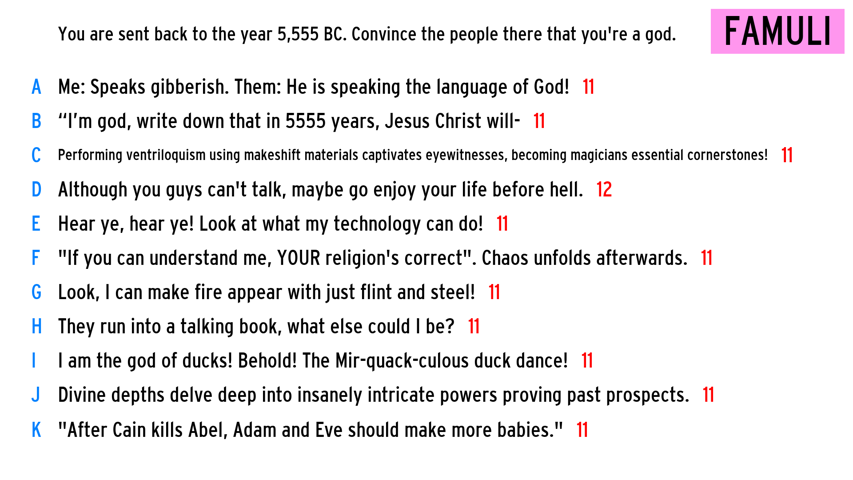 You are sent back to the year 5,555 BC. Convince the people there that you're a god.
FAMULI
A Me: Speaks gibberish. Them: He is speaking the language of God! 11
B “I’m god, write down that in 5555 years, Jesus Christ will- 11
C Performing ventriloquism using makeshift materials captivates eyewitnesses, becoming magicians essential cornerstones! 11
D Although you guys can't talk, maybe go enjoy your life before hell. 12
E Hear ye, hear ye! Look at what my technology can do! 11
F "If you can understand me, YOUR religion's correct". Chaos unfolds afterwards. 11
G Look, I can make fire appear with just flint and steel! 11
H They run into a talking book, what else could I be? 11
I I am the god of ducks! Behold! The Mir-quack-culous duck dance! 11
J Divine depths delve deep into insanely intricate powers proving past prospects. 11
K "After Cain kills Abel, Adam and Eve should make more babies." 11